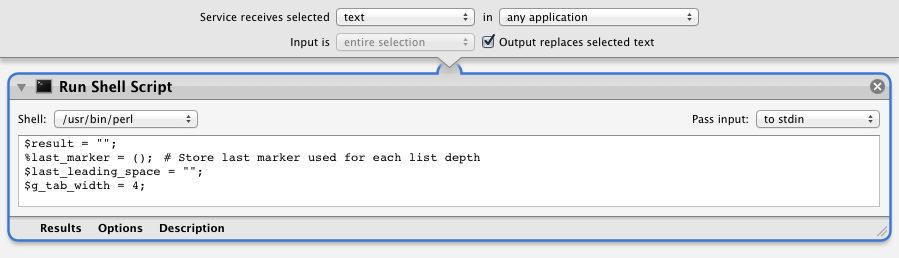 Service receives selected text in any application
Input is entire selection Output replaces selected text
Run Shell Script
Shell: /usr/bin/perl Pass input: to stdin
$result = "";
%last_marker = (); # Store last marker used for each list depth
$last_leading_space = "";
$g_tab_width = 4;
Results Options Description